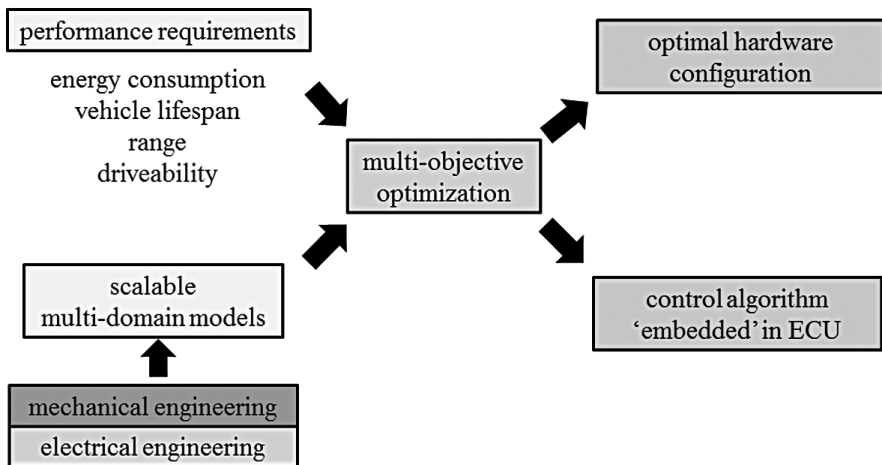 performance requirements
energy consumption
vehicle lifespan
range
driveability
multi-objective
optimization
optimal hardware
configuration
scalable
multi-domain models
control algorithm
‘embedded’ in ECU
mechanical engineering
electrical engineering